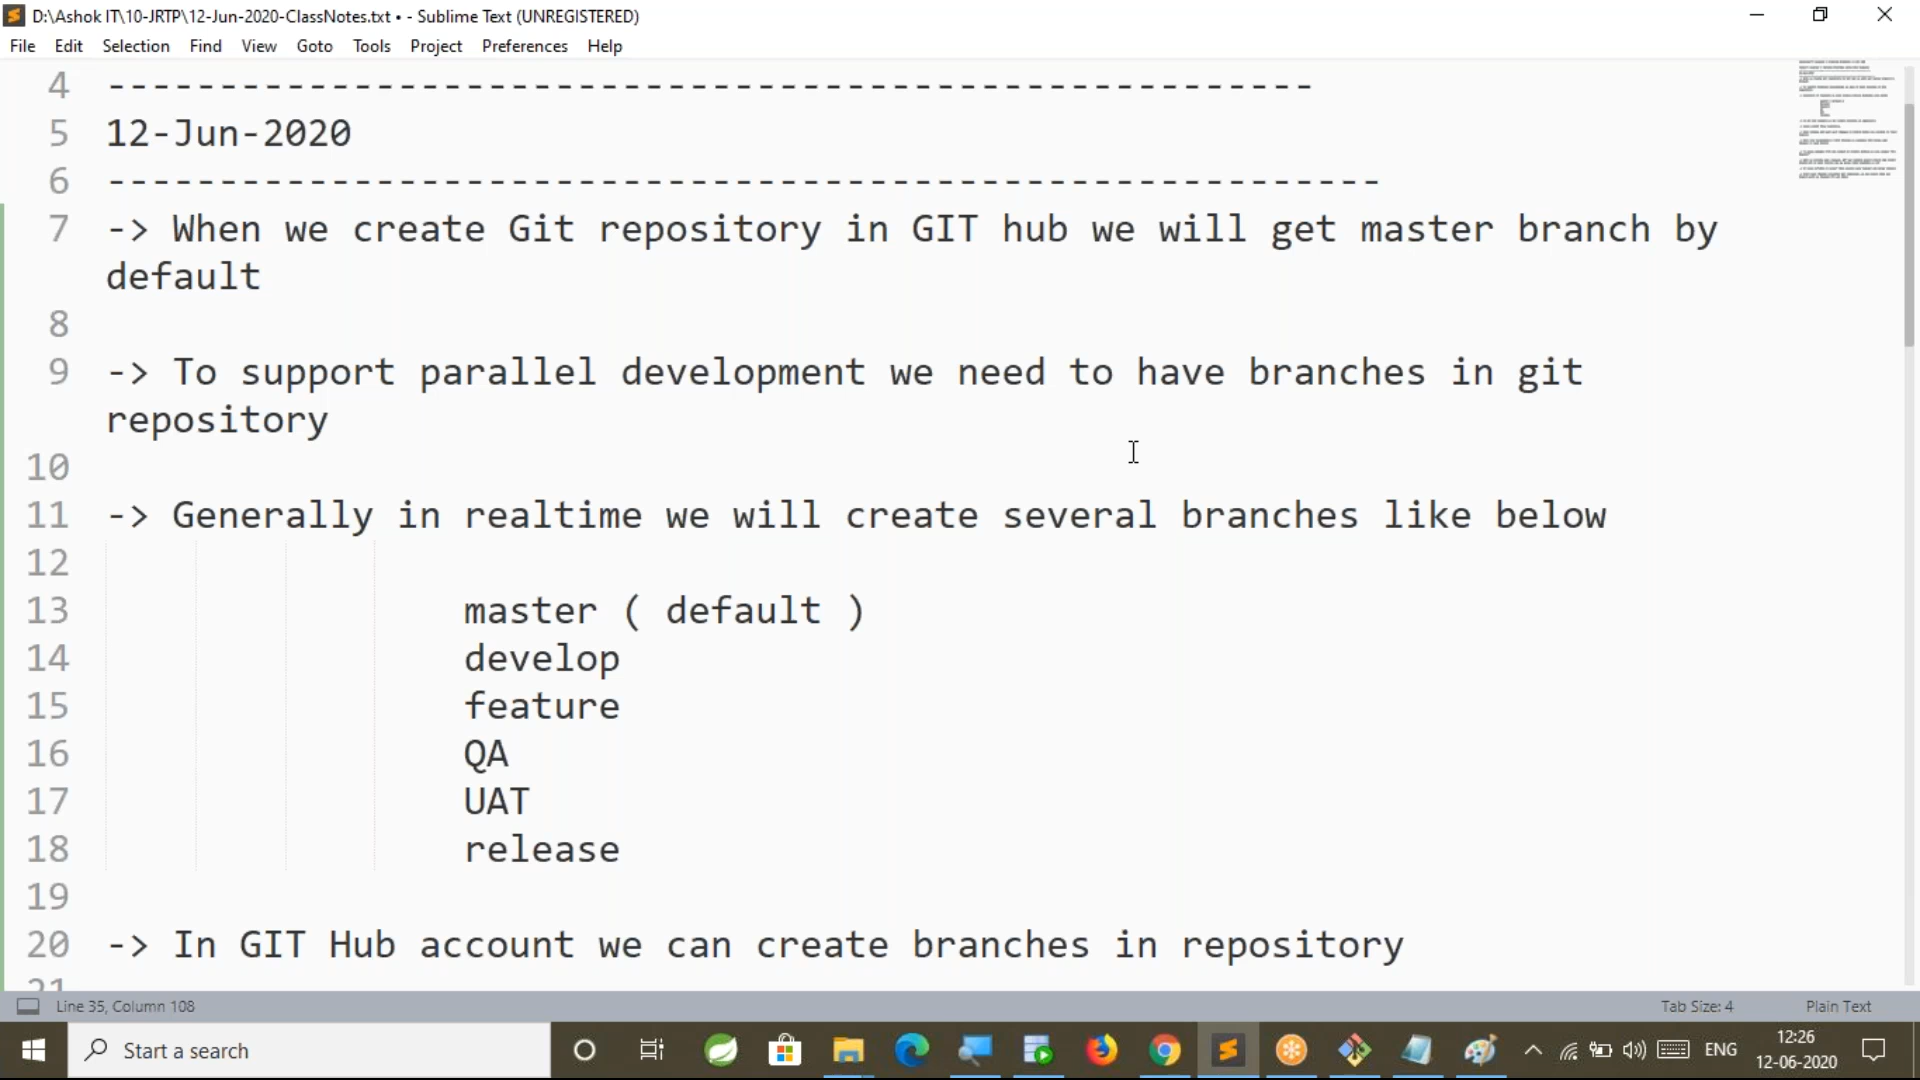 D:\Ashok IT\10-JRTP\12-Jun-2020-ClassNotes.txt • - Sublime Text (UNREGISTERED)
File Edit Selection Find View Goto Tools Project Preferences Help
4 ------------------------------------------------------
5 12-Jun-2020
6 ---------------------------------------------------------
7 -> When we create Git repository in GIT hub we will get master branch by
default
8
9 -> To support parallel development we need to have branches in git
repository
10
11 -> Generally in realtime we will create several branches like below
12
13 master ( default )
14 develop
15 feature
16 QA
17 UAT
18 release
19
20 -> In GIT Hub account we can create branches in repository
21
Line 35, Column 108 Tab Size: 4 Plain Text
Start a search ENG 12:26
12-06-2020